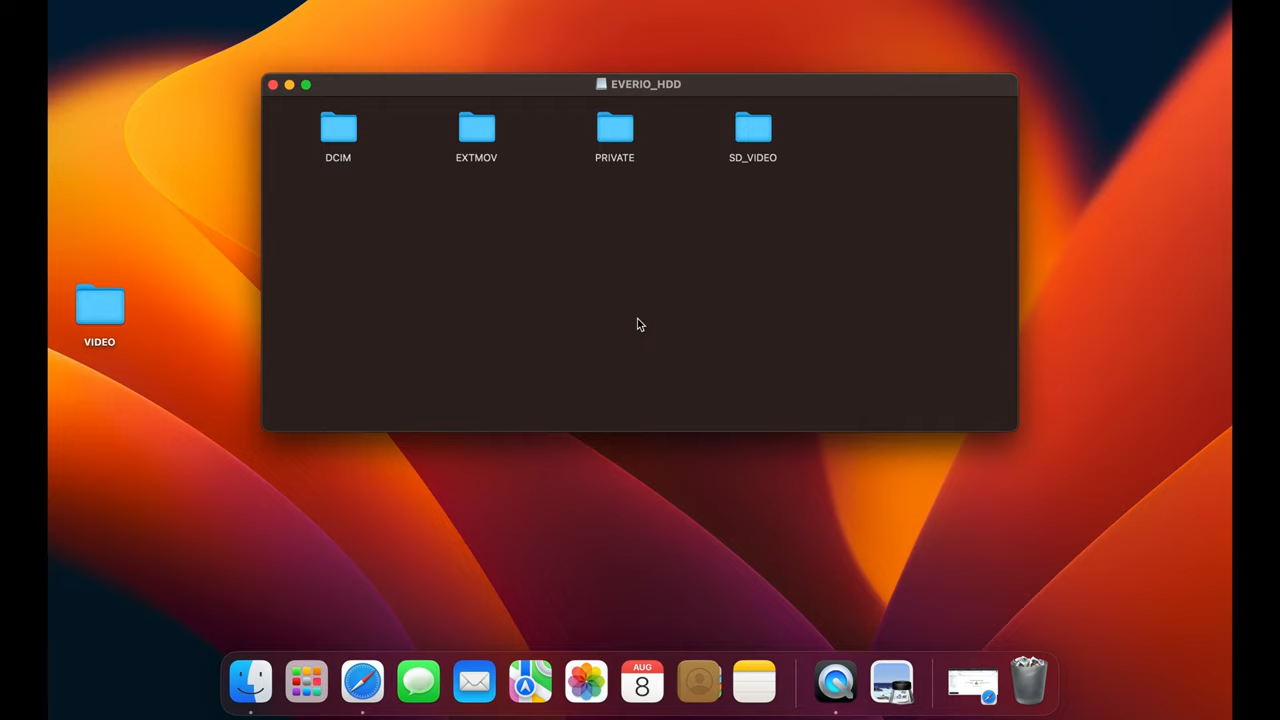 EVERIO_HDD
DCIM
EXTMOV
PRIVATE
SD_VIDEO
VIDEO
AUG
8